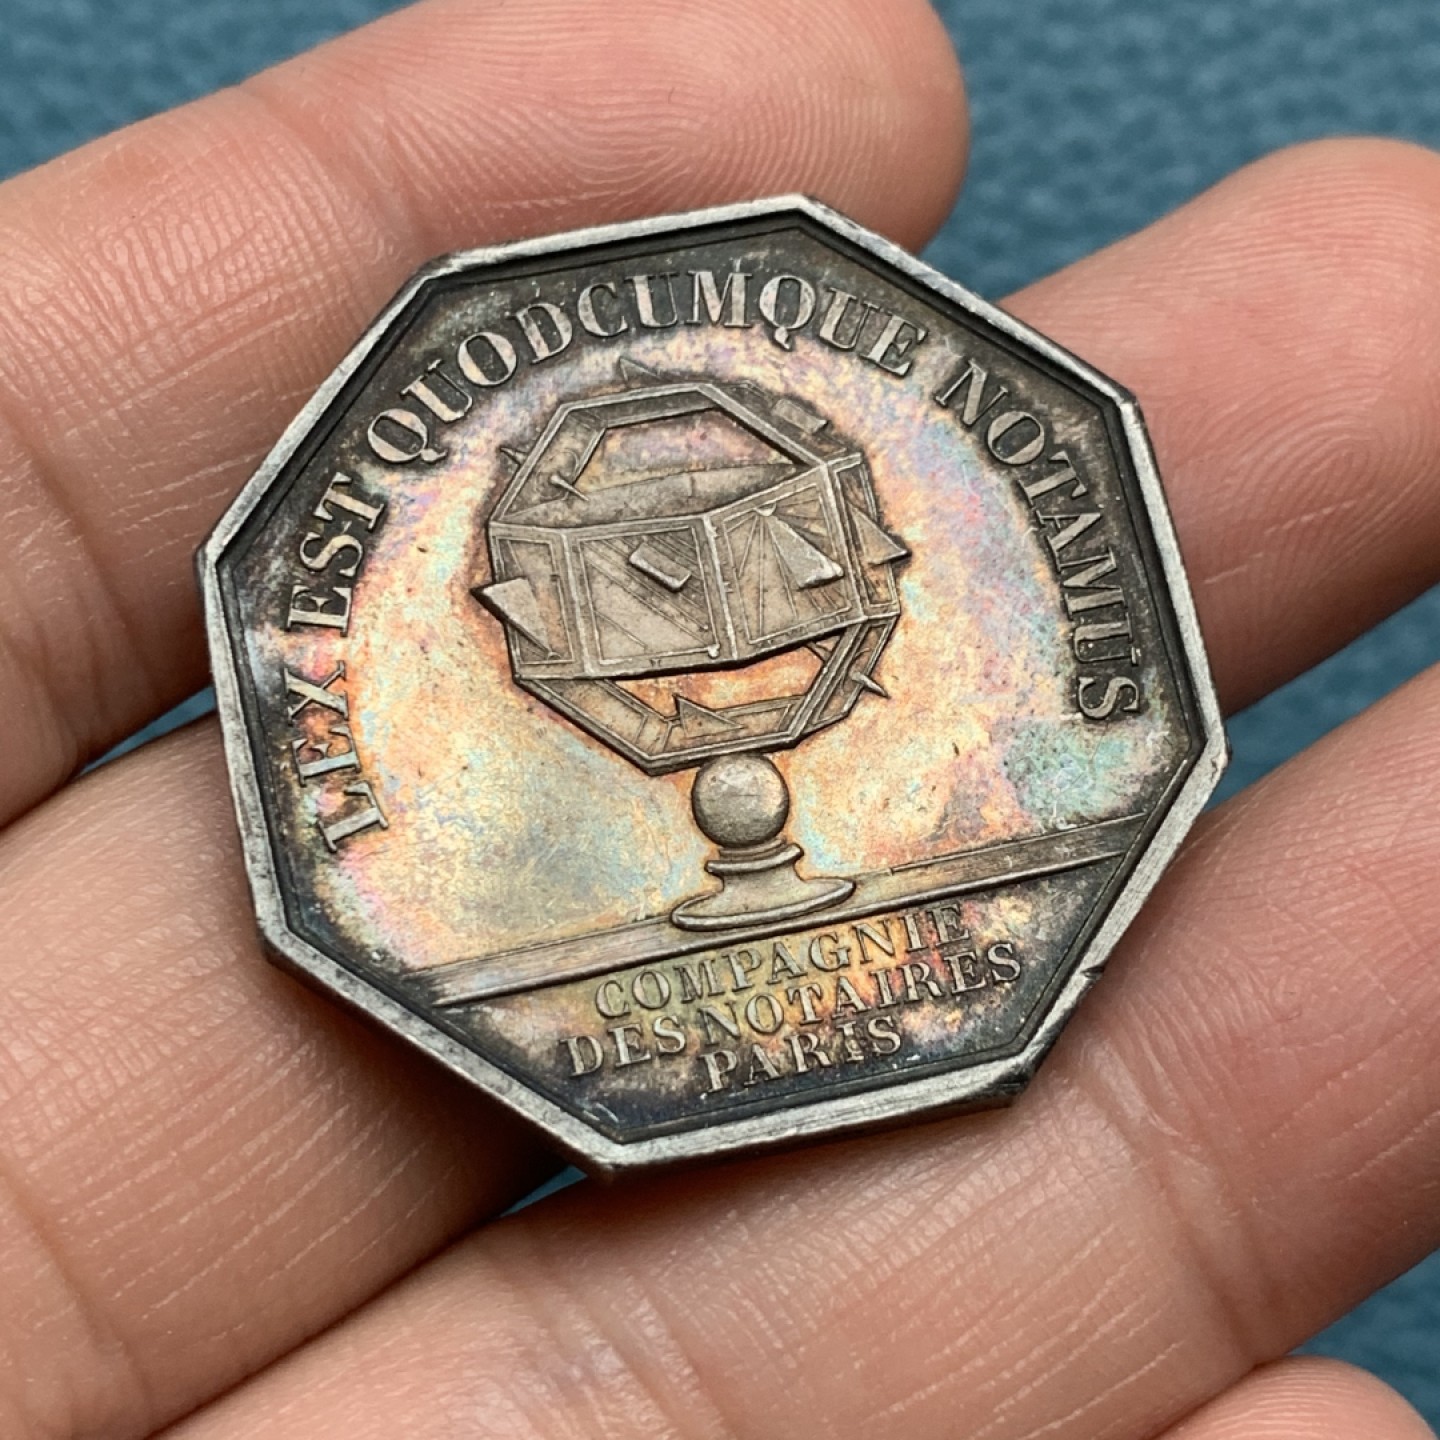 LEX EST QUODCUMQUE NOTAMUS
COMPAGNIE
DES NOTAIRES
PARIS